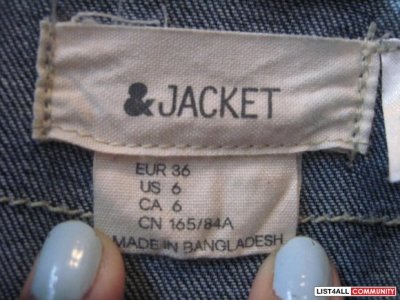 &JACKET
EUR 36
US 6
CA 6
CN 165/84A
MADE IN BANGLADESH
LIST4ALL COMMUNITY